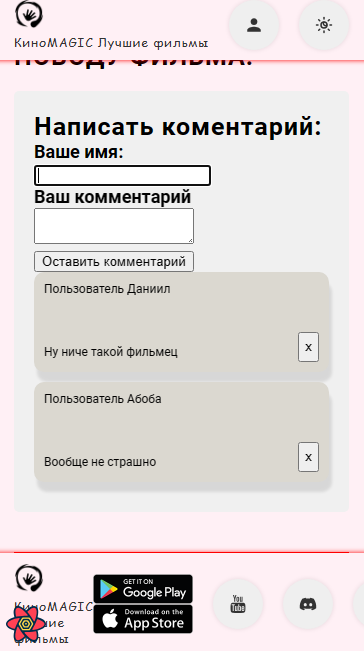 КиноMAGIC Лучшие фильмы
ПОВОДУ ФИЛЬМА:
Написать коментарий:
Ваше имя:
Ваш комментарий
Оставить комментарий
Пользователь Даниил
Ну ниче такой фильмец
x
Пользователь Абоба
Вообще не страшно
x
КиноMAGIC
фильмы
GET IT ON
Google Play
Download on the
App Store
You
Tube